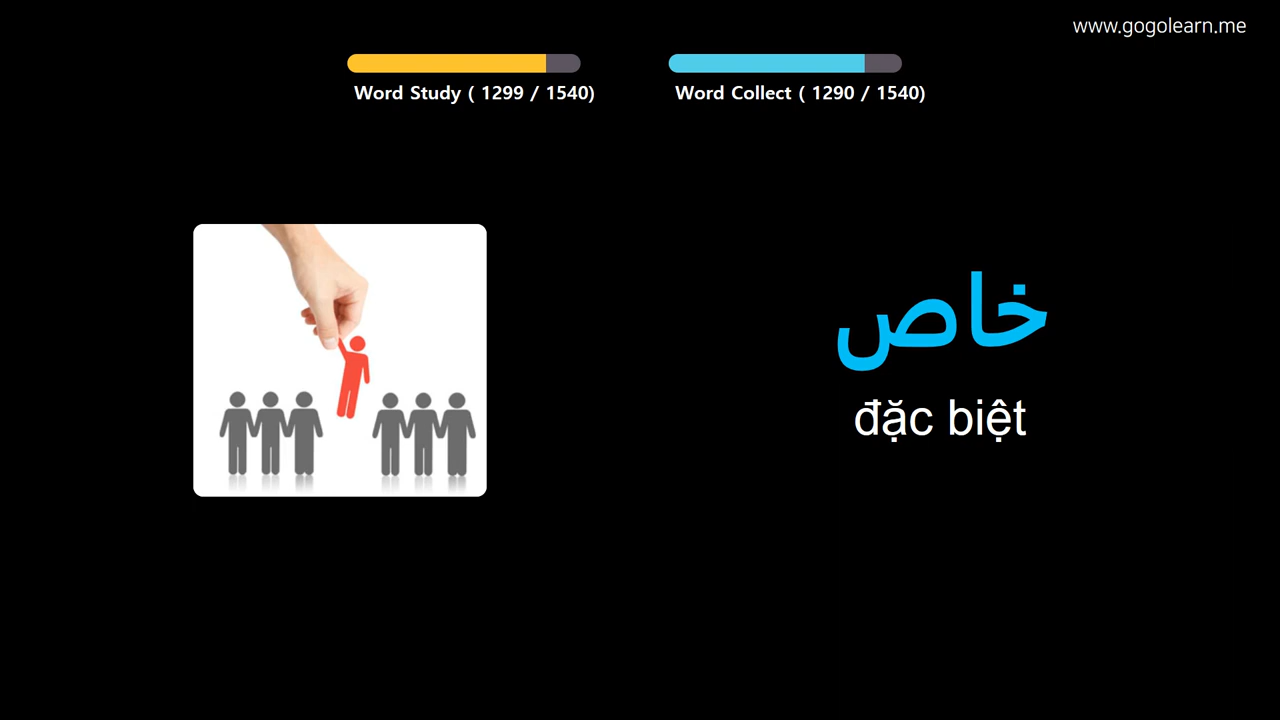 www.gogolearn.me
Word Study ( 1299 / 1540)
Word Collect ( 1290 / 1540)
خاص
đặc biệt